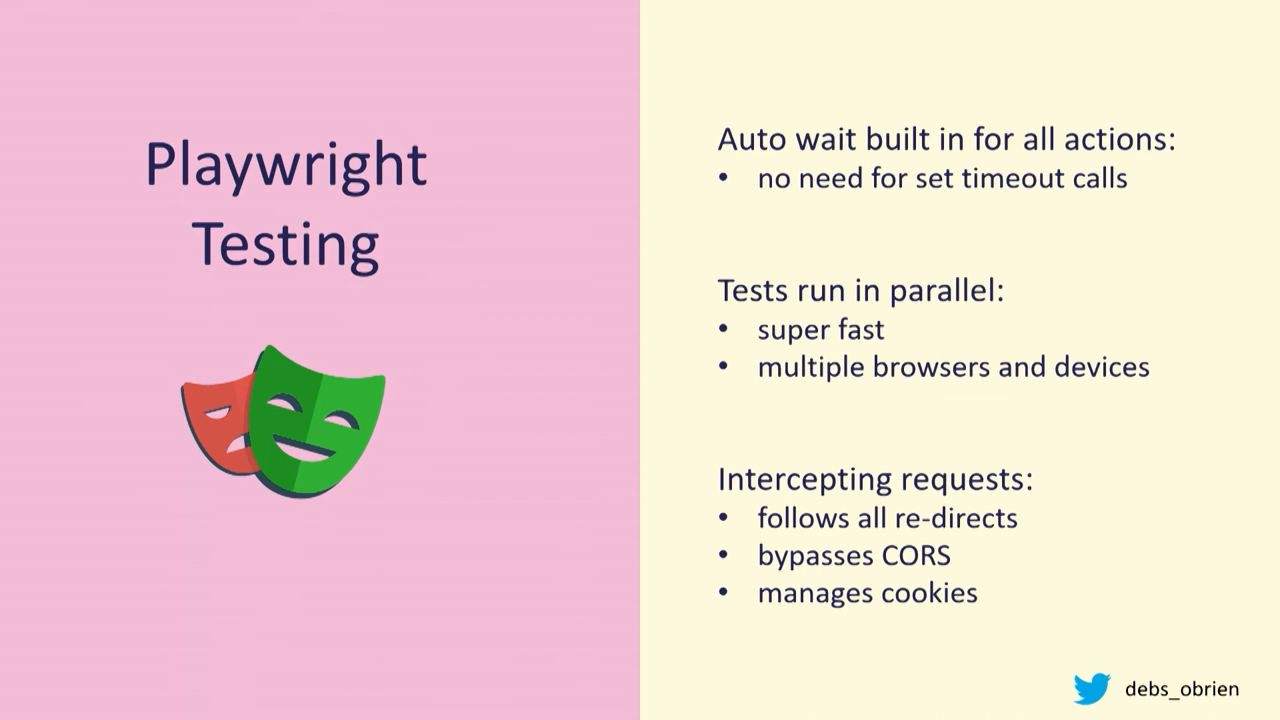 Playwright
Testing
Auto wait built in for all actions:
• no need for set timeout calls
Tests run in parallel:
• super fast
• multiple browsers and devices
Intercepting requests:
• follows all re-directs
• bypasses CORS
• manages cookies
debs_obrien